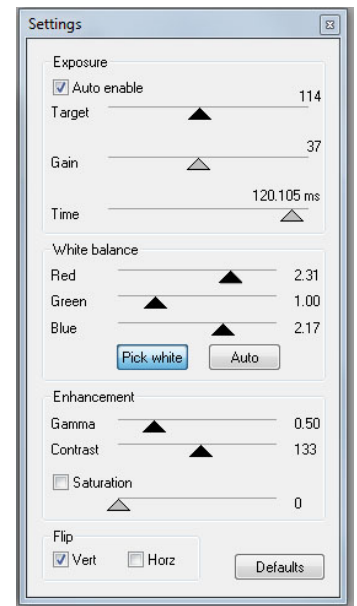 Settings
Exposure
Auto enable
114
Target
37
Gain
120.105 ms
Time
White balance
Red 2.31
Green 1.00
Blue 2.17
Pick white Auto
Enhancement
Gamma 0.50
Contrast 133
Saturation
0
Flip
Vert Horz
Defaults